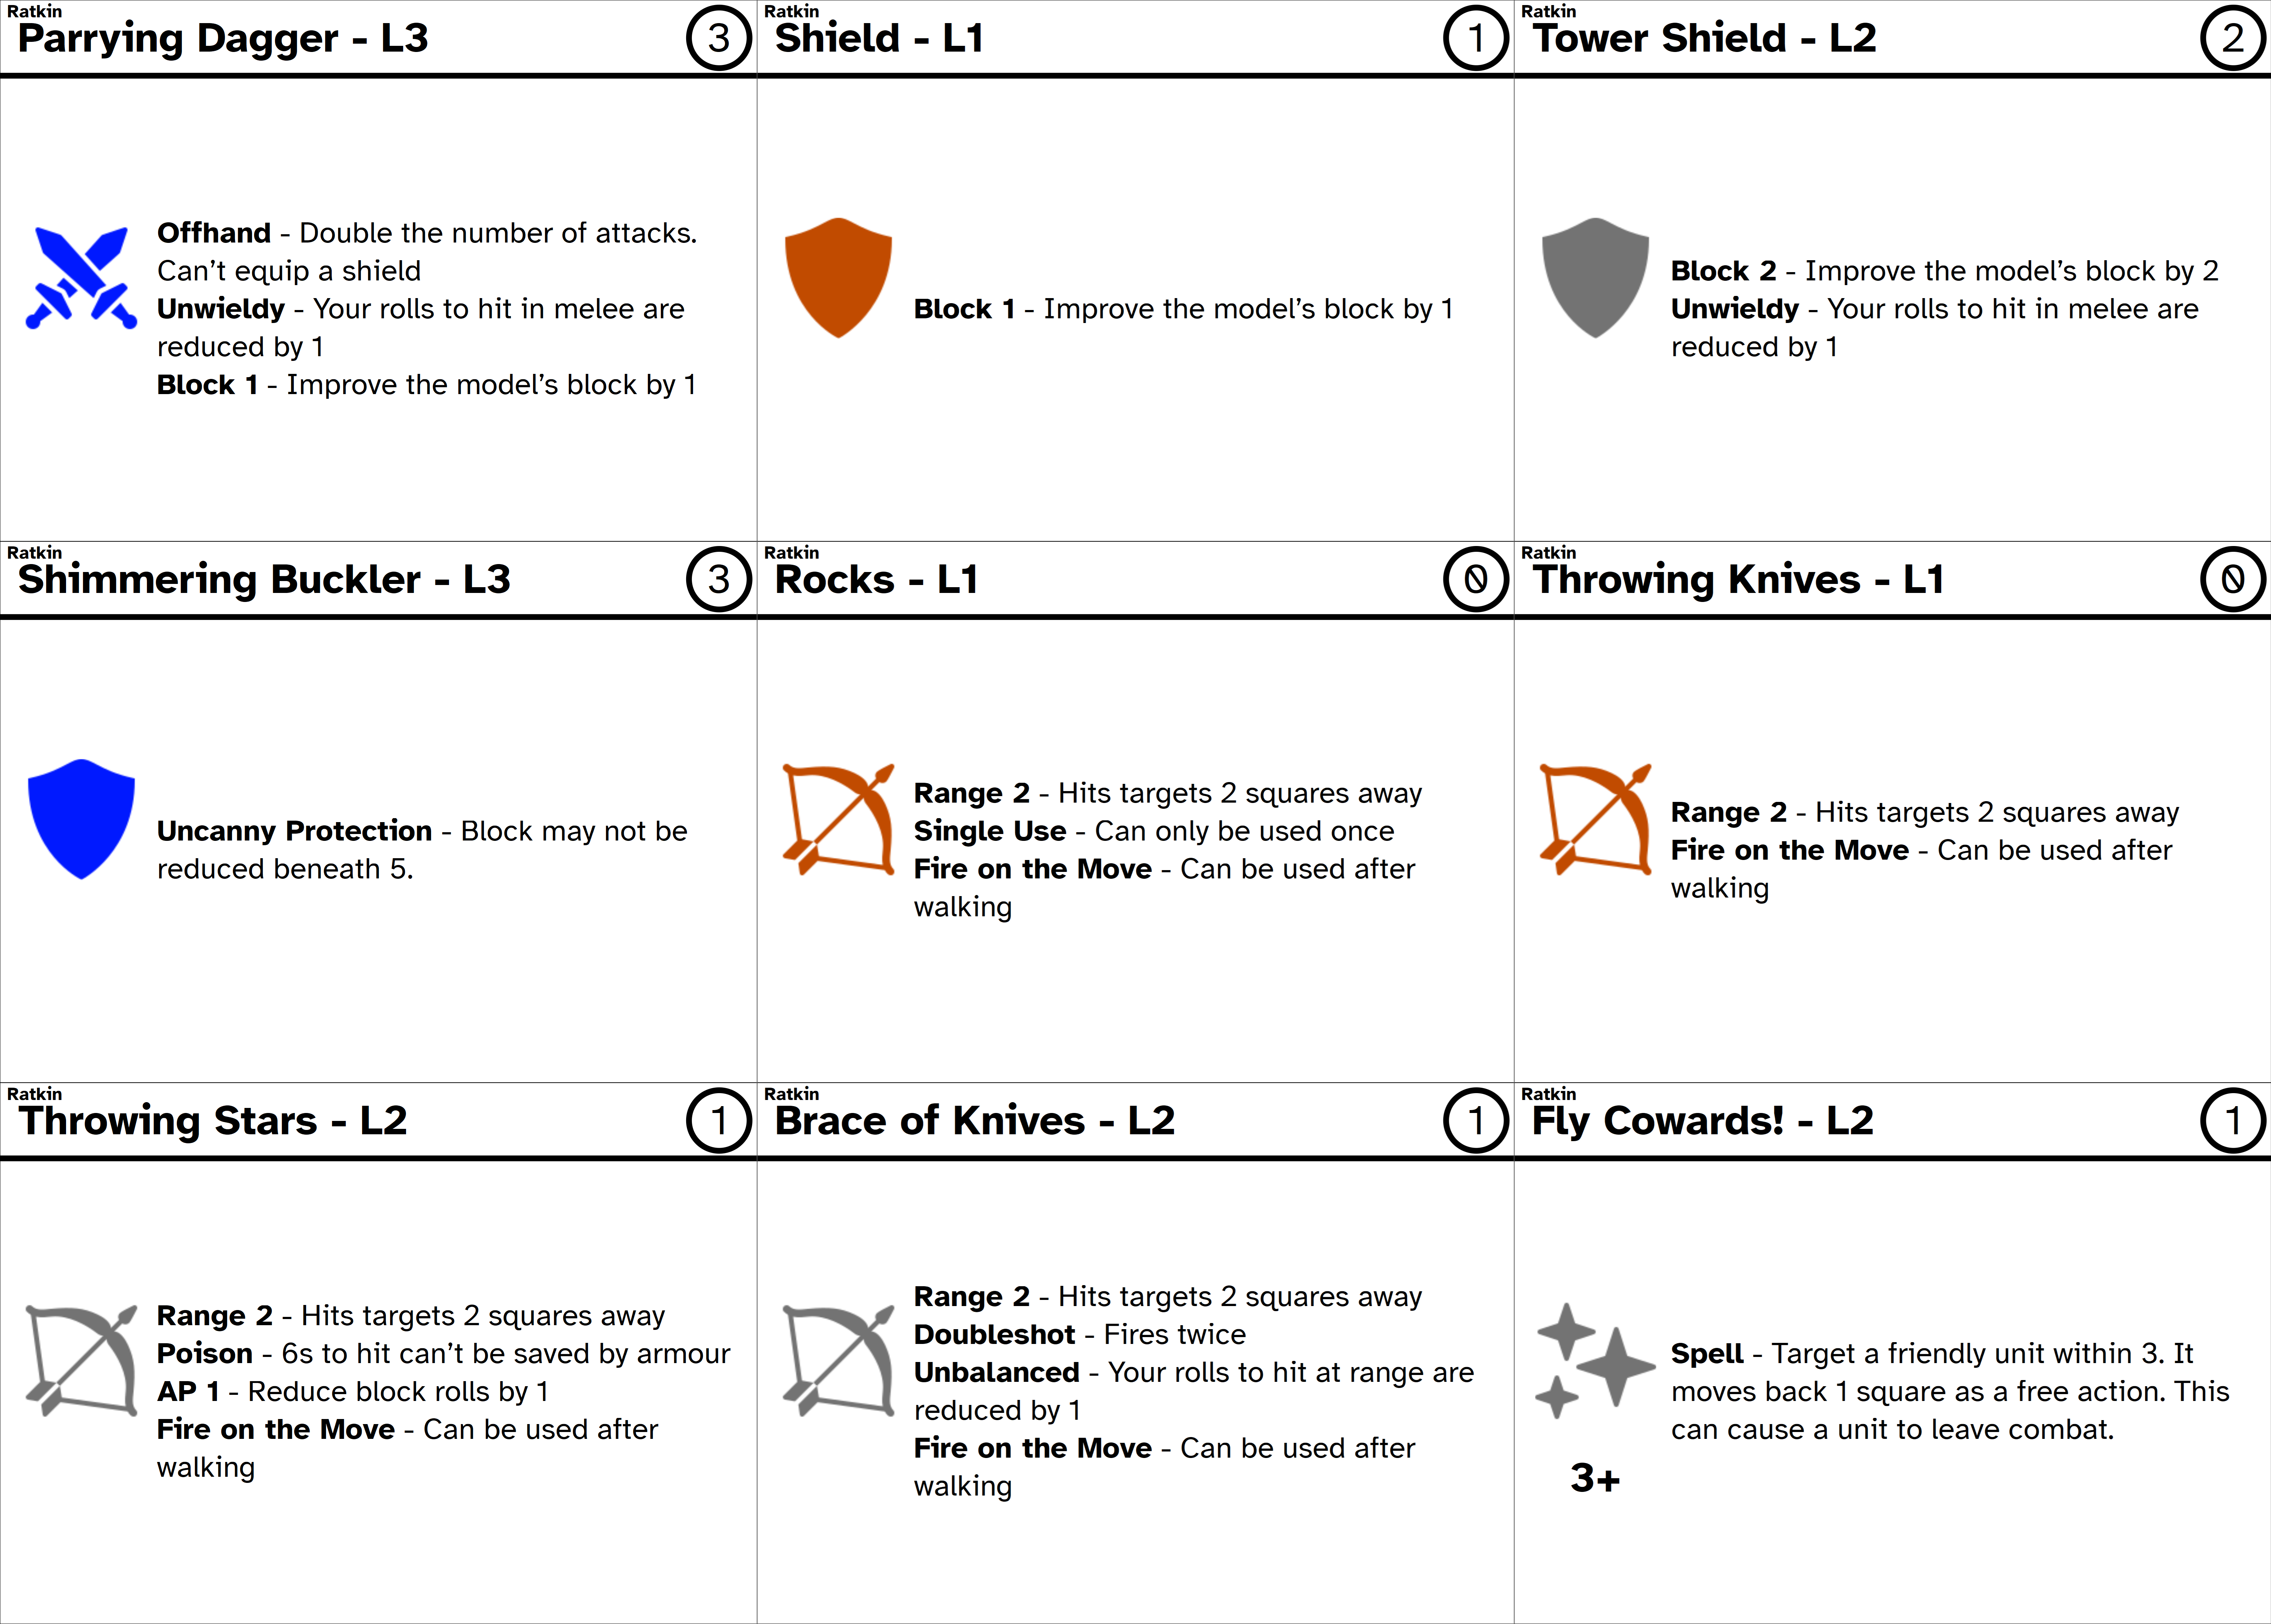 Ratkin
Parrying Dagger - L3
3
Offhand - Double the number of attacks.
Can’t equip a shield
Unwieldy - Your rolls to hit in melee are
reduced by 1
Block 1 - Improve the model’s block by 1
Ratkin
Shield - L1
1
Block 1 - Improve the model’s block by 1
Ratkin
Tower Shield - L2
2
Block 2 - Improve the model’s block by 2
Unwieldy - Your rolls to hit in melee are
reduced by 1
Ratkin
Shimmering Buckler - L3
3
Uncanny Protection - Block may not be
reduced beneath 5.
Ratkin
Rocks - L1
0
Range 2 - Hits targets 2 squares away
Single Use - Can only be used once
Fire on the Move - Can be used after
walking
Ratkin
Throwing Knives - L1
0
Range 2 - Hits targets 2 squares away
Fire on the Move - Can be used after
walking
Ratkin
Throwing Stars - L2
1
Range 2 - Hits targets 2 squares away
Poison - 6s to hit can’t be saved by armour
AP 1 - Reduce block rolls by 1
Fire on the Move - Can be used after
walking
Ratkin
Brace of Knives - L2
1
Range 2 - Hits targets 2 squares away
Doubleshot - Fires twice
Unbalanced - Your rolls to hit at range are
reduced by 1
Fire on the Move - Can be used after
walking
Ratkin
Fly Cowards! - L2
1
Spell - Target a friendly unit within 3. It
moves back 1 square as a free action. This
can cause a unit to leave combat.
3+